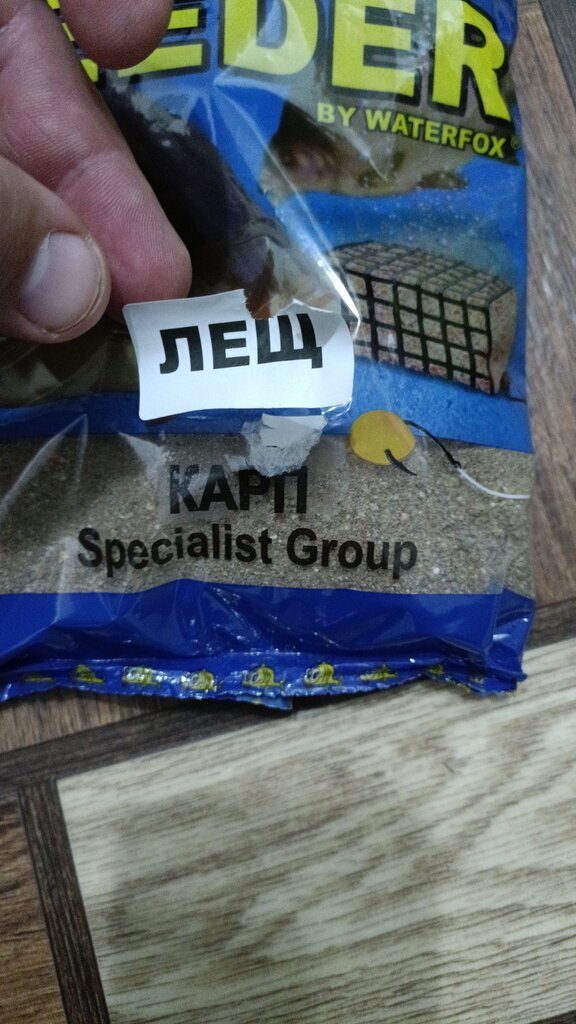 EDER
BY WATERFOX®
ЛЕЩ
КАРП
Specialist Group